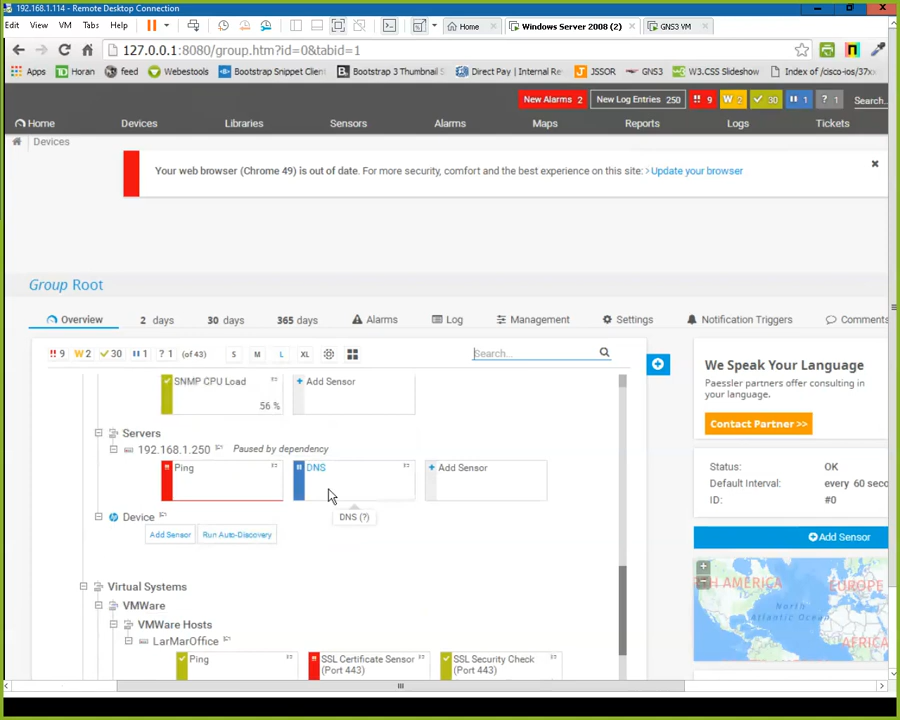 192.168.1.114 - Remote Desktop Connection
Edit View Tabs Help Home Windows Server 2008 (2) GNS3 VM
127.0.0.1:8080/group.htm?id=0&tabid=1
Apps Horan feed Webestools Bootstrap Snippet Client Bootstrap 3 Thumbnail S Direct Pay | Internal Re JSSOR GNS3 W3.CSS Slideshow Index of /cisco-ios/37xx
New Alarms 2 New Log Entries 250 !! 9 W 2 30 1 ? 1 Search...
Home Devices Libraries Sensors Alarms Maps Reports Logs Tickets
Devices
Your web browser (Chrome 49) is out of date. For more security, comfort and the best experience on this site: Update your browser
Group Root
Overview 2 days 30 days 365 days Alarms Log Management Settings Notification Triggers Comments
!! 9 W 2 30 1 ? 1 (of 43) S M L XL Search...
SNMP CPU Load Add Sensor
56 %
Servers
192.168.1.250 Paused by dependency
Ping DNS Add Sensor
DNS (?)
Device
Add Sensor Run Auto-Discovery
Virtual Systems
VMWare
VMWare Hosts
LarMarOffice
Ping SSL Certificate Sensor (Port 443) SSL Security Check (Port 443)
We Speak Your Language
Paessler partners offer consulting in
your language.
Contact Partner >>
Status: OK
Default Interval: every 60 seco
ID: #0
Add Sensor
TH AMERICA
EUROPE
North
Atlantic Ocean
AFRICA